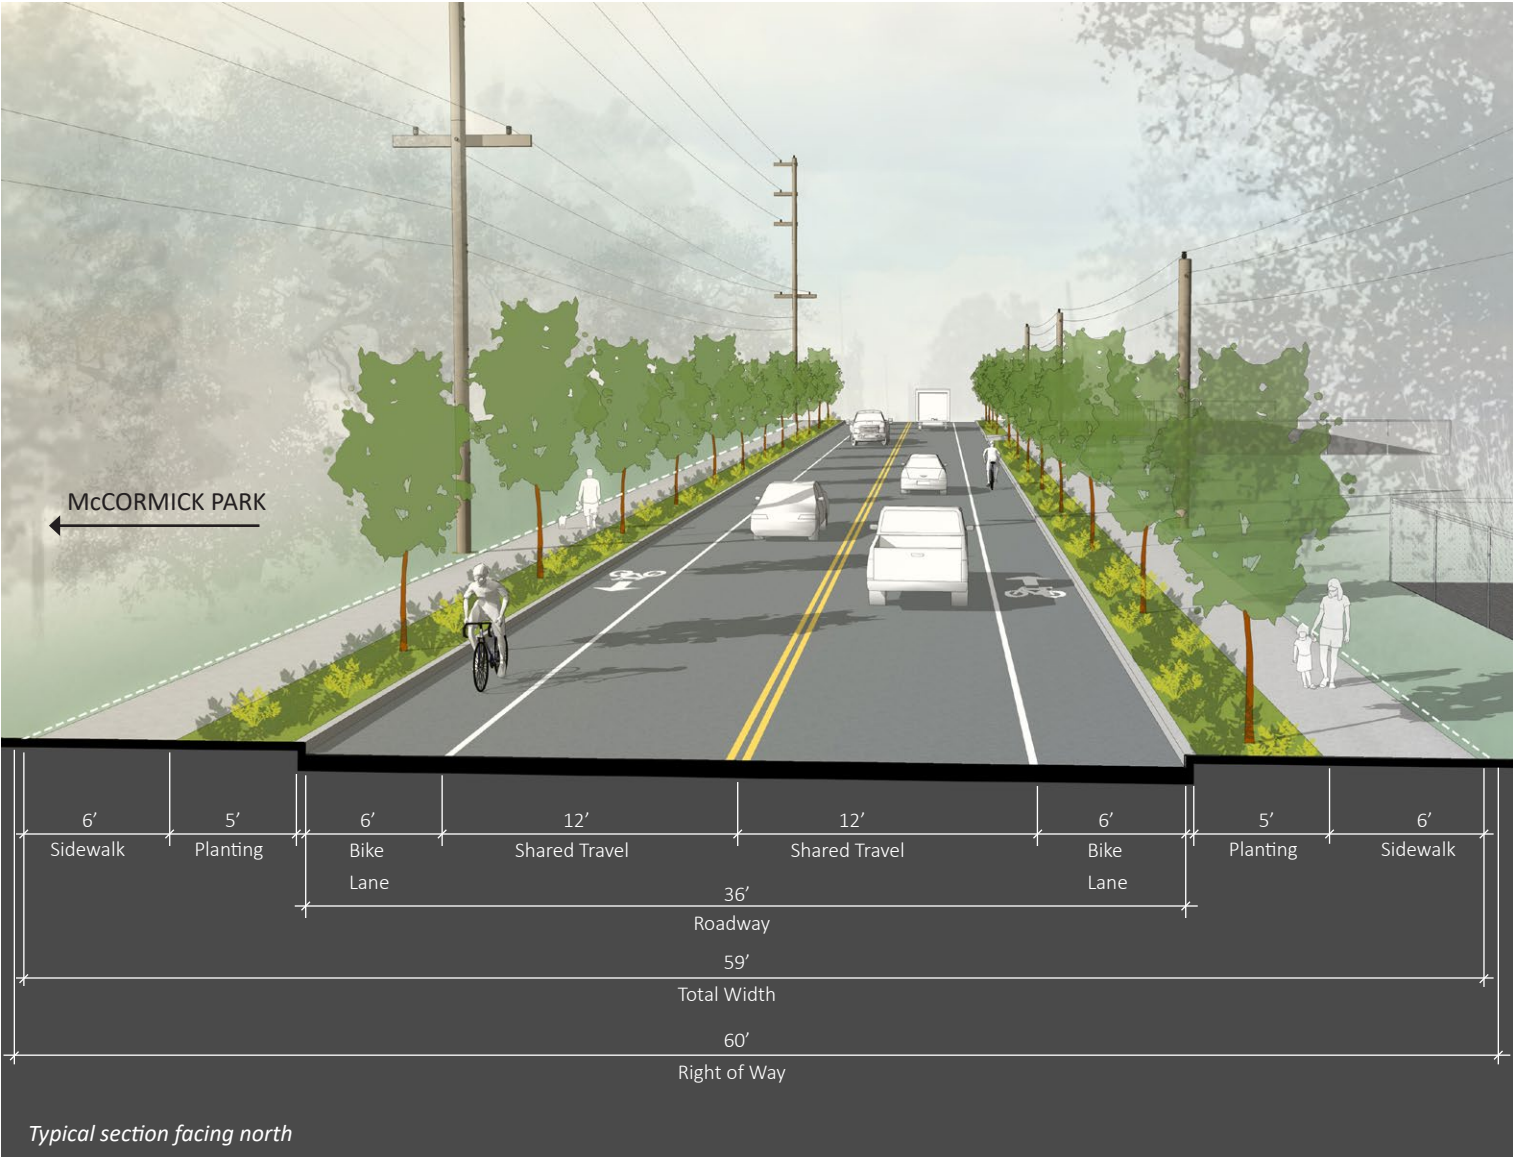 McCORMICK PARK
6’ 5’ 6’ 12’ 12’ 6’ 5’ 6’
Sidewalk Planting Bike Shared Travel Shared Travel Bike Planting Sidewalk
Lane Lane
36’
Roadway
59’
Total Width
60’
Right of Way
Typical section facing north